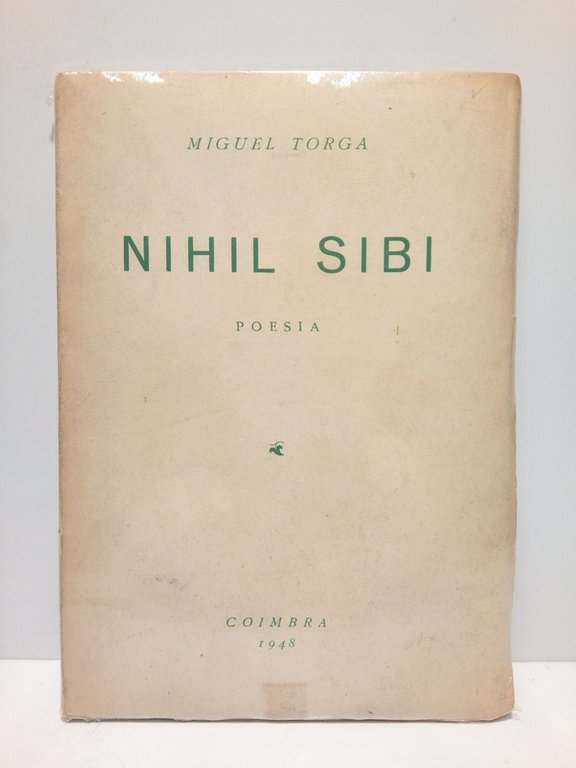 MIGUEL TORGA
NIHIL SIBI
POESIA
COIMBRA
1948